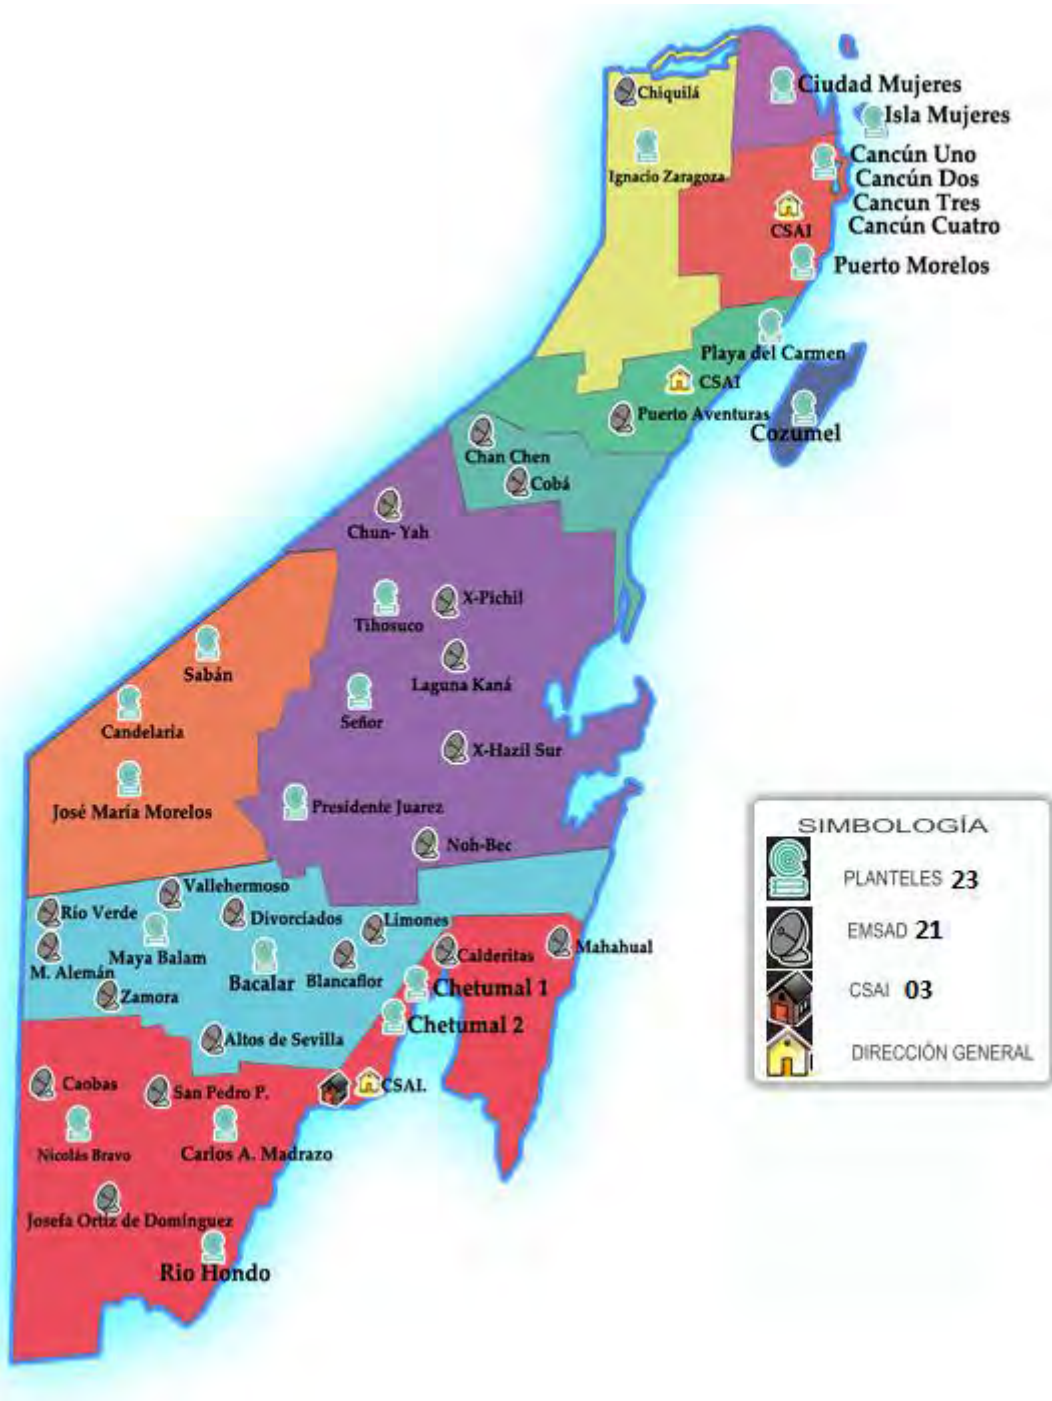 Chiquilá
Ciudad Mujeres
Isla Mujeres
Ignacio Zaragoza
Cancún Uno
Cancún Dos
Cancun Tres
Cancún Cuatro
CSAI
Puerto Morelos
Playa del Carmen
CSAI
Puerto Aventuras
Cozumel
Chan Chen
Cobá
Chun- Yah
Tihosuco
X-Pichil
Sabán
Laguna Kaná
Candelaria
Señor
X-Hazil Sur
José María Morelos
Presidente Juarez
Noh-Bec
Vallehermoso
Río Verde
Divorciados
Limones
M. Alemán
Maya Balam
Bacalar
Blancaflor
Calderitas
Mahahual
Zamora
Chetumal 1
Chetumal 2
Altos de Sevilla
Caobas
San Pedro P.
CSAI.
Nicolás Bravo
Carlos A. Madrazo
Josefa Ortiz de Domínguez
Rio Hondo
SIMBOLOGÍA
PLANTELES 23
EMSAD 21
CSAI 03
DIRECCIÓN GENERAL